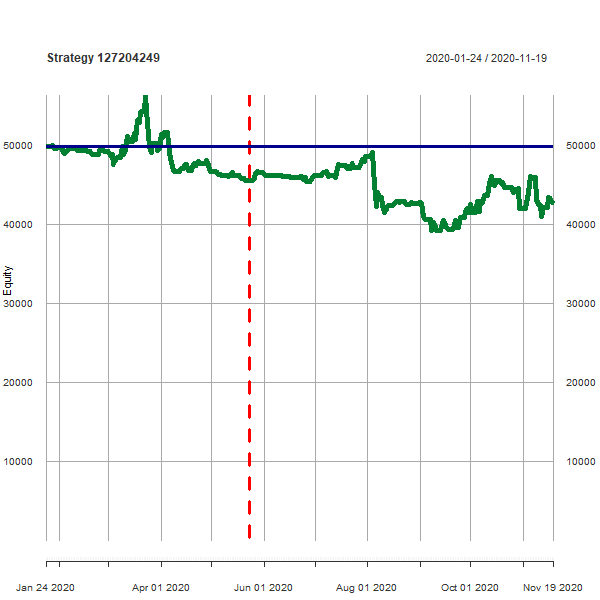 Strategy 127204249
2020-01-24 / 2020-11-19
50000
50000
40000
40000
Equity
30000
30000
20000
20000
10000
10000
Jan 24 2020
Apr 01 2020
Jun 01 2020
Aug 01 2020
Oct 01 2020
Nov 19 2020